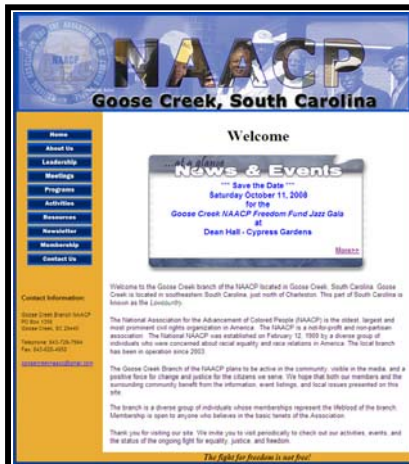 NAACP
Goose Creek, South Carolina
Home
About Us
Leadership
Meetings
Programs
Activities
Resources
Newsletter
Membership
Contact Us
Contact Information:
Goose Creek Branch NAACP
Goose Creek, SC
Welcome
...at a glance
News & Events
*** Save the Date ***
Saturday October 11, 2008
for the
Goose Creek NAACP Freedom Fund Jazz Gala
at
Dean Hall - Cypress Gardens
More>>
Welcome to the Goose Creek branch of the NAACP located in Goose Creek, South Carolina. Goose
Creek is located in southeastern South Carolina, just north of Charleston. This part of South Carolina is
known as the Lowcountry.
The National Association for the Advancement of Colored People (NAACP) is the oldest, largest and
most prominent civil rights organization in America. The NAACP is a not-for-profit and non-partisan
association. The National NAACP was established on February 12, 1909 by a diverse group of
individuals who were concerned about racial equality and race relations in America. The local branch
has been in operation since 2003.
The Goose Creek Branch of the NAACP plans to be active in the community, visible in the media, and a
positive force for change and justice for the citizens we serve. We hope that both our members and the
surrounding community benefit from the information, event listings, and local issues presented on this
site.
The branch is a diverse group of individuals whose memberships represent the lifeblood of the branch.
Membership is open to anyone who believes in the basic tenets of the Association.
Thank you for visiting our site. We invite you to visit periodically to check out our activities, events, and
the status of the ongoing fight for equality, justice, and freedom.
The fight for freedom is not free!